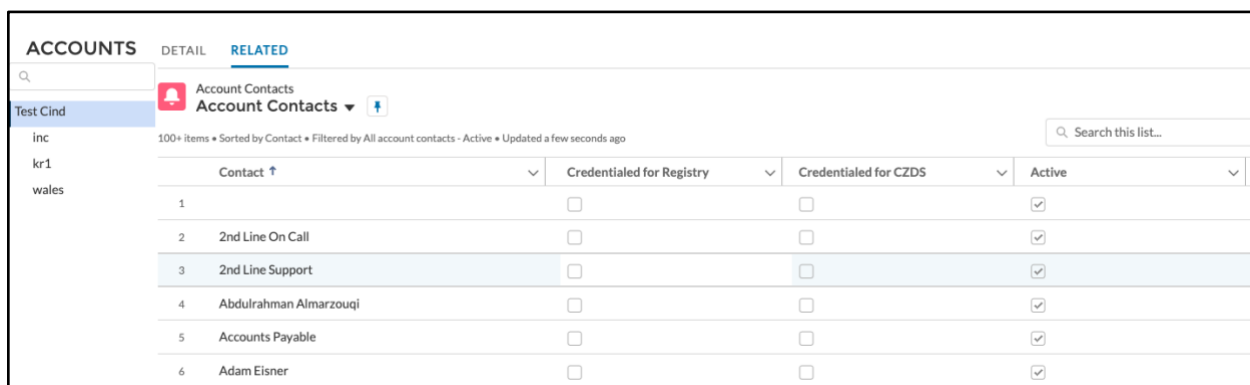 ACCOUNTS DETAIL RELATED
Account Contacts
Account Contacts
Test Cind
inc
kr1
wales
100+ items • Sorted by Contact • Filtered by All account contacts - Active • Updated a few seconds ago
Search this list...
Contact Credentialed for Registry Credentialed for CZDS Active
1
2 2nd Line On Call
3 2nd Line Support
4 Abdulrahman Almarzouqi
5 Accounts Payable
6 Adam Eisner